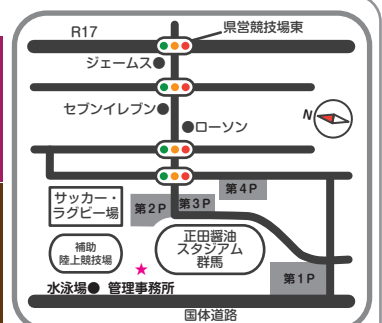 R17
県営競技場東
ジェームス
セブンイレブン
ローソン
N
第4P
サッカー・
ラグビー場
第2P
第3P
補助
陸上競技場
正田醤油
スタジアム
群馬
第1P
水泳場
管理事務所
国体道路